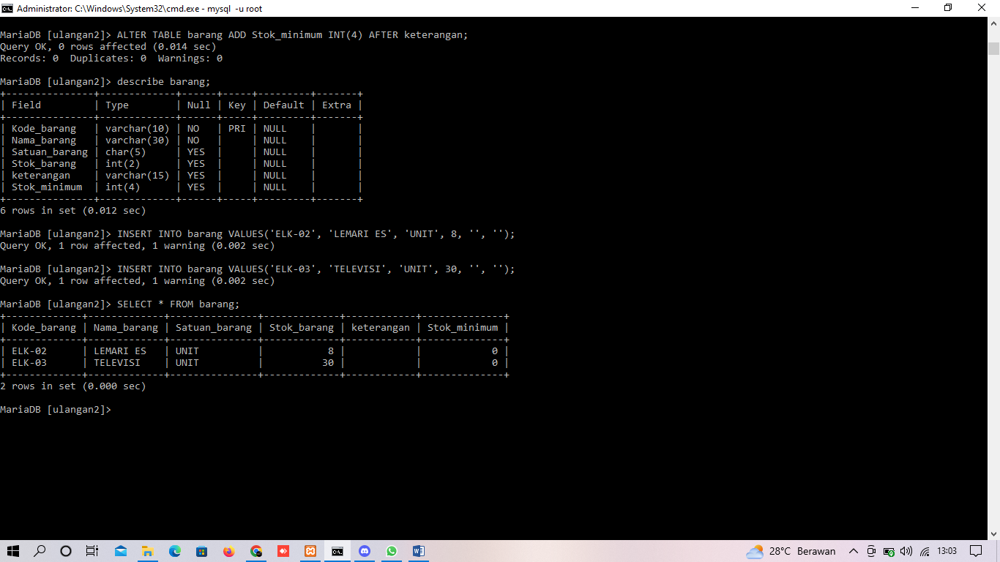 Administrator: C:\Windows\System32\cmd.exe - mysql  -u root
MariaDB [ulangan2]> ALTER TABLE barang ADD Stok_minimum INT(4) AFTER keterangan;
Query OK, 0 rows affected (0.014 sec)
Records: 0  Duplicates: 0  Warnings: 0
MariaDB [ulangan2]> describe barang;
+--------------+-------------+------+-----+---------+-------+
| Field        | Type        | Null | Key | Default | Extra |
+--------------+-------------+------+-----+---------+-------+
| Kode_barang  | varchar(10) | NO   | PRI | NULL    |       |
| Nama_barang  | varchar(30) | NO   |     | NULL    |       |
| Satuan_barang | char(5)     | YES  |     | NULL    |       |
| Stok_barang  | int(2)      | YES  |     | NULL    |       |
| keterangan   | varchar(15) | YES  |     | NULL    |       |
| Stok_minimum | int(4)      | YES  |     | NULL    |       |
+--------------+-------------+------+-----+---------+-------+
6 rows in set (0.012 sec)
MariaDB [ulangan2]> INSERT INTO barang VALUES('ELK-02', 'LEMARI ES', 'UNIT', 8, '', '');
Query OK, 1 row affected, 1 warning (0.002 sec)
MariaDB [ulangan2]> INSERT INTO barang VALUES('ELK-03', 'TELEVISI', 'UNIT', 30, '', '');
Query OK, 1 row affected, 1 warning (0.002 sec)
MariaDB [ulangan2]> SELECT * FROM barang;
+-------------+-------------+---------------+-------------+------------+--------------+
| Kode_barang | Nama_barang | Satuan_barang | Stok_barang | keterangan | Stok_minimum |
+-------------+-------------+---------------+-------------+------------+--------------+
| ELK-02      | LEMARI ES   | UNIT          |           8 |            |            0 |
| ELK-03      | TELEVISI    | UNIT          |          30 |            |            0 |
+-------------+-------------+---------------+-------------+------------+--------------+
2 rows in set (0.000 sec)
MariaDB [ulangan2]>
28°C  Berawan  13:03